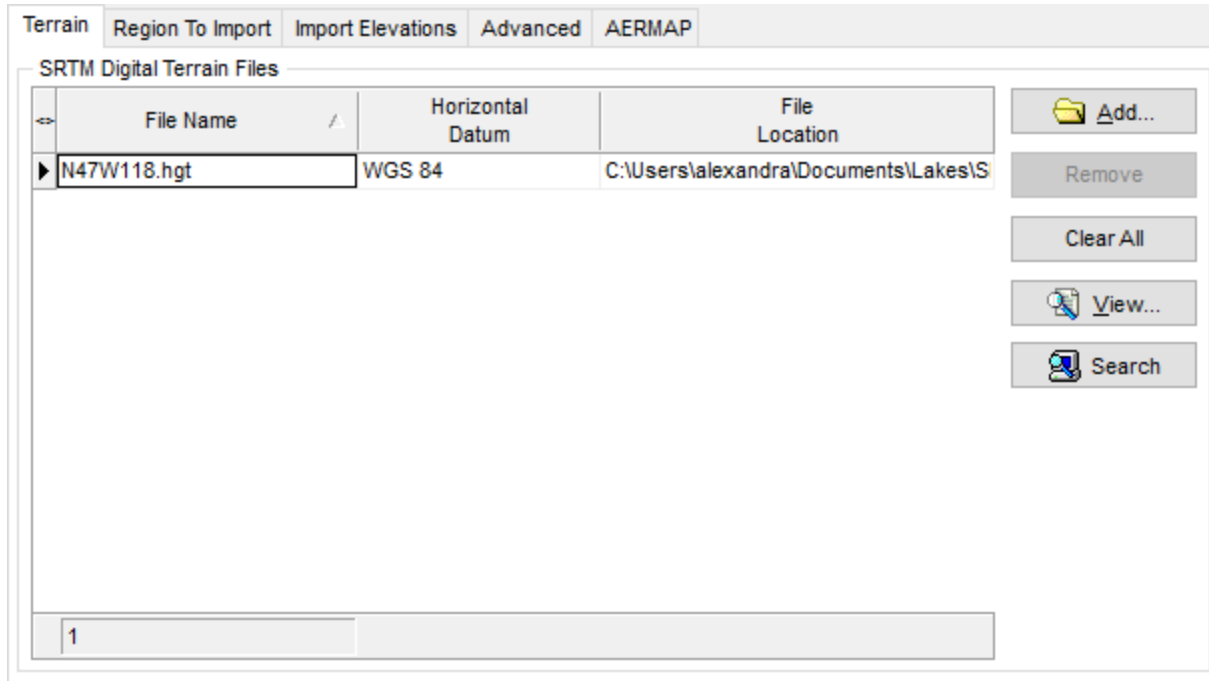 Terrain Region To Import Import Elevations Advanced AERMAP
SRTM Digital Terrain Files
File Name Horizontal Datum File Location
N47W118.hgt WGS 84 C:\Users\alexandra\Documents\Lakes\S
1
Add...
Remove
Clear All
View...
Search